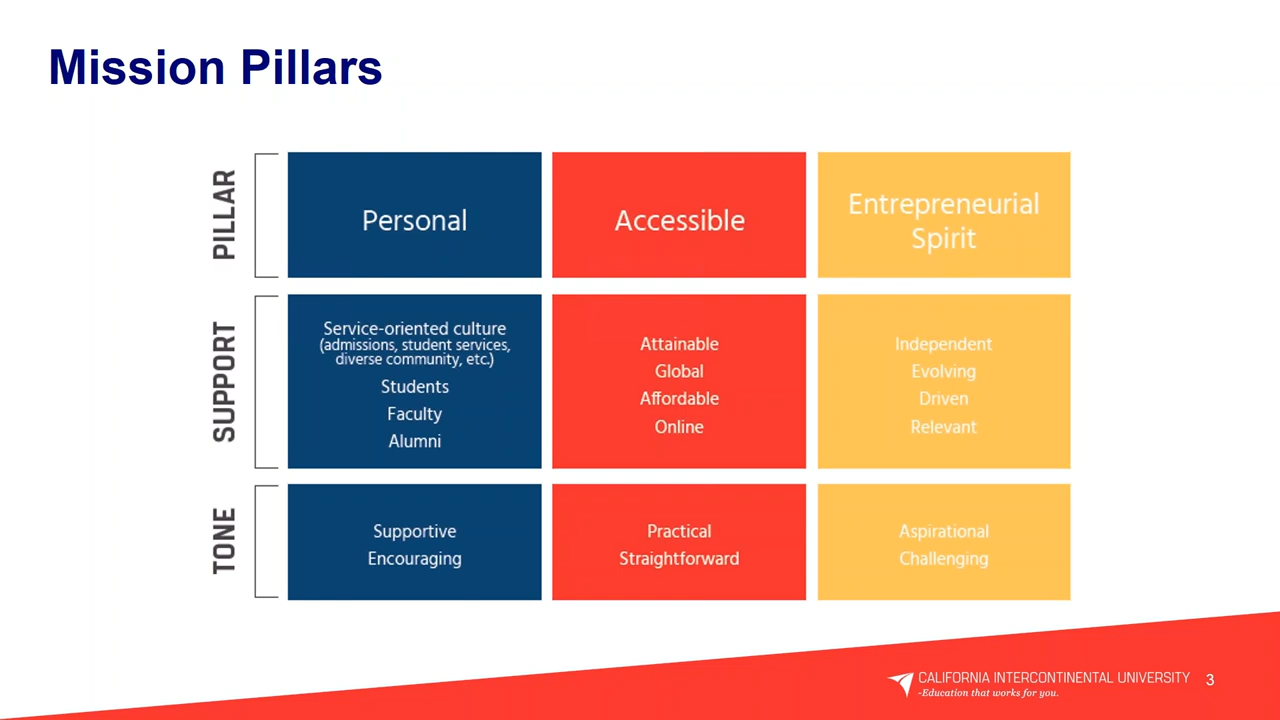 Mission Pillars
PILLAR
Personal
Accessible
Entrepreneurial
Spirit
SUPPORT
Service-oriented culture
(admissions, student services,
diverse community, etc.)
Students
Faculty
Alumni
Attainable
Global
Affordable
Online
Independent
Evolving
Driven
Relevant
TONE
Supportive
Encouraging
Practical
Straightforward
Aspirational
Challenging
CALIFORNIA INTERCONTINENTAL UNIVERSITY
-Education that works for you.
3